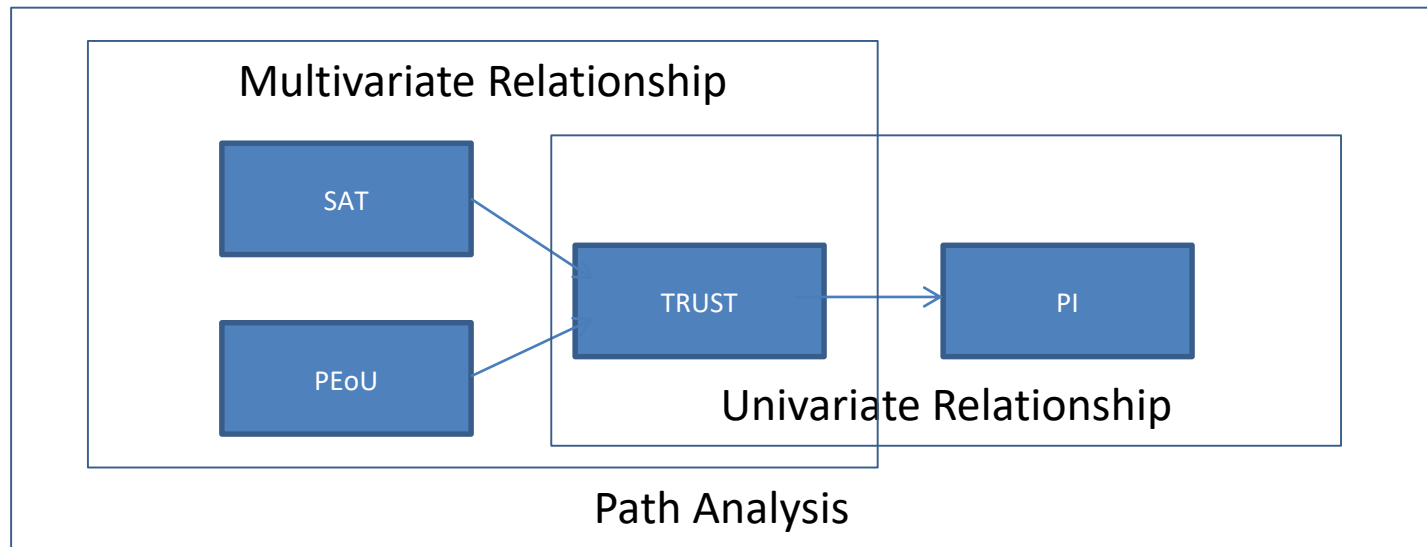 Multivariate Relationship
SAT
TRUST
PI
PEoU
Univariate Relationship
Path Analysis